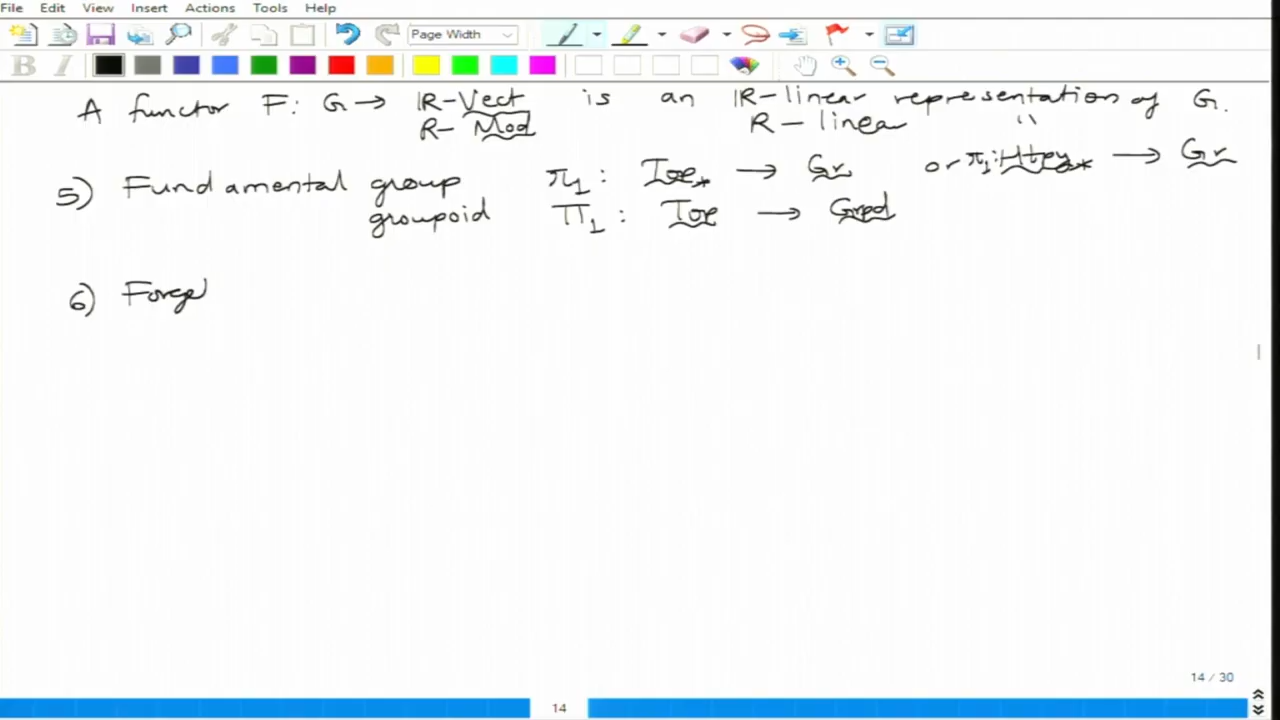 File Edit View Insert Actions Tools Help
Page Width
B I
A functor F: G → ℝ-Vect is an ℝ-linear representation of G.
R- Mod R - linear "
5) Fundamental group π₁ : Top* → Gr or π₁: Htpy* → Gr
groupoid Π₁ : Top → Grpd
6) Forge
14 / 30
14